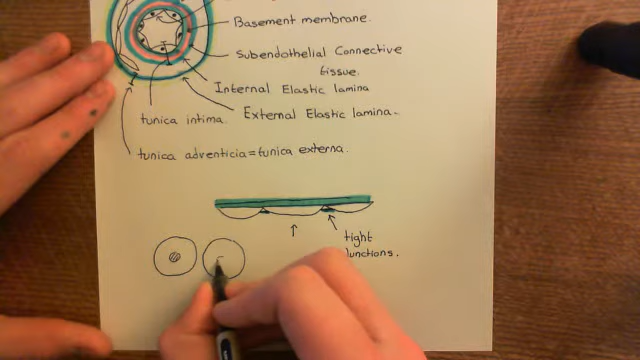 Basement membrane.
Subendothelial Connective
tissue.
Internal Elastic lamina
External Elastic lamina.
tunica intima.
tunica adventicia = tunica externa.
tight
junctions.